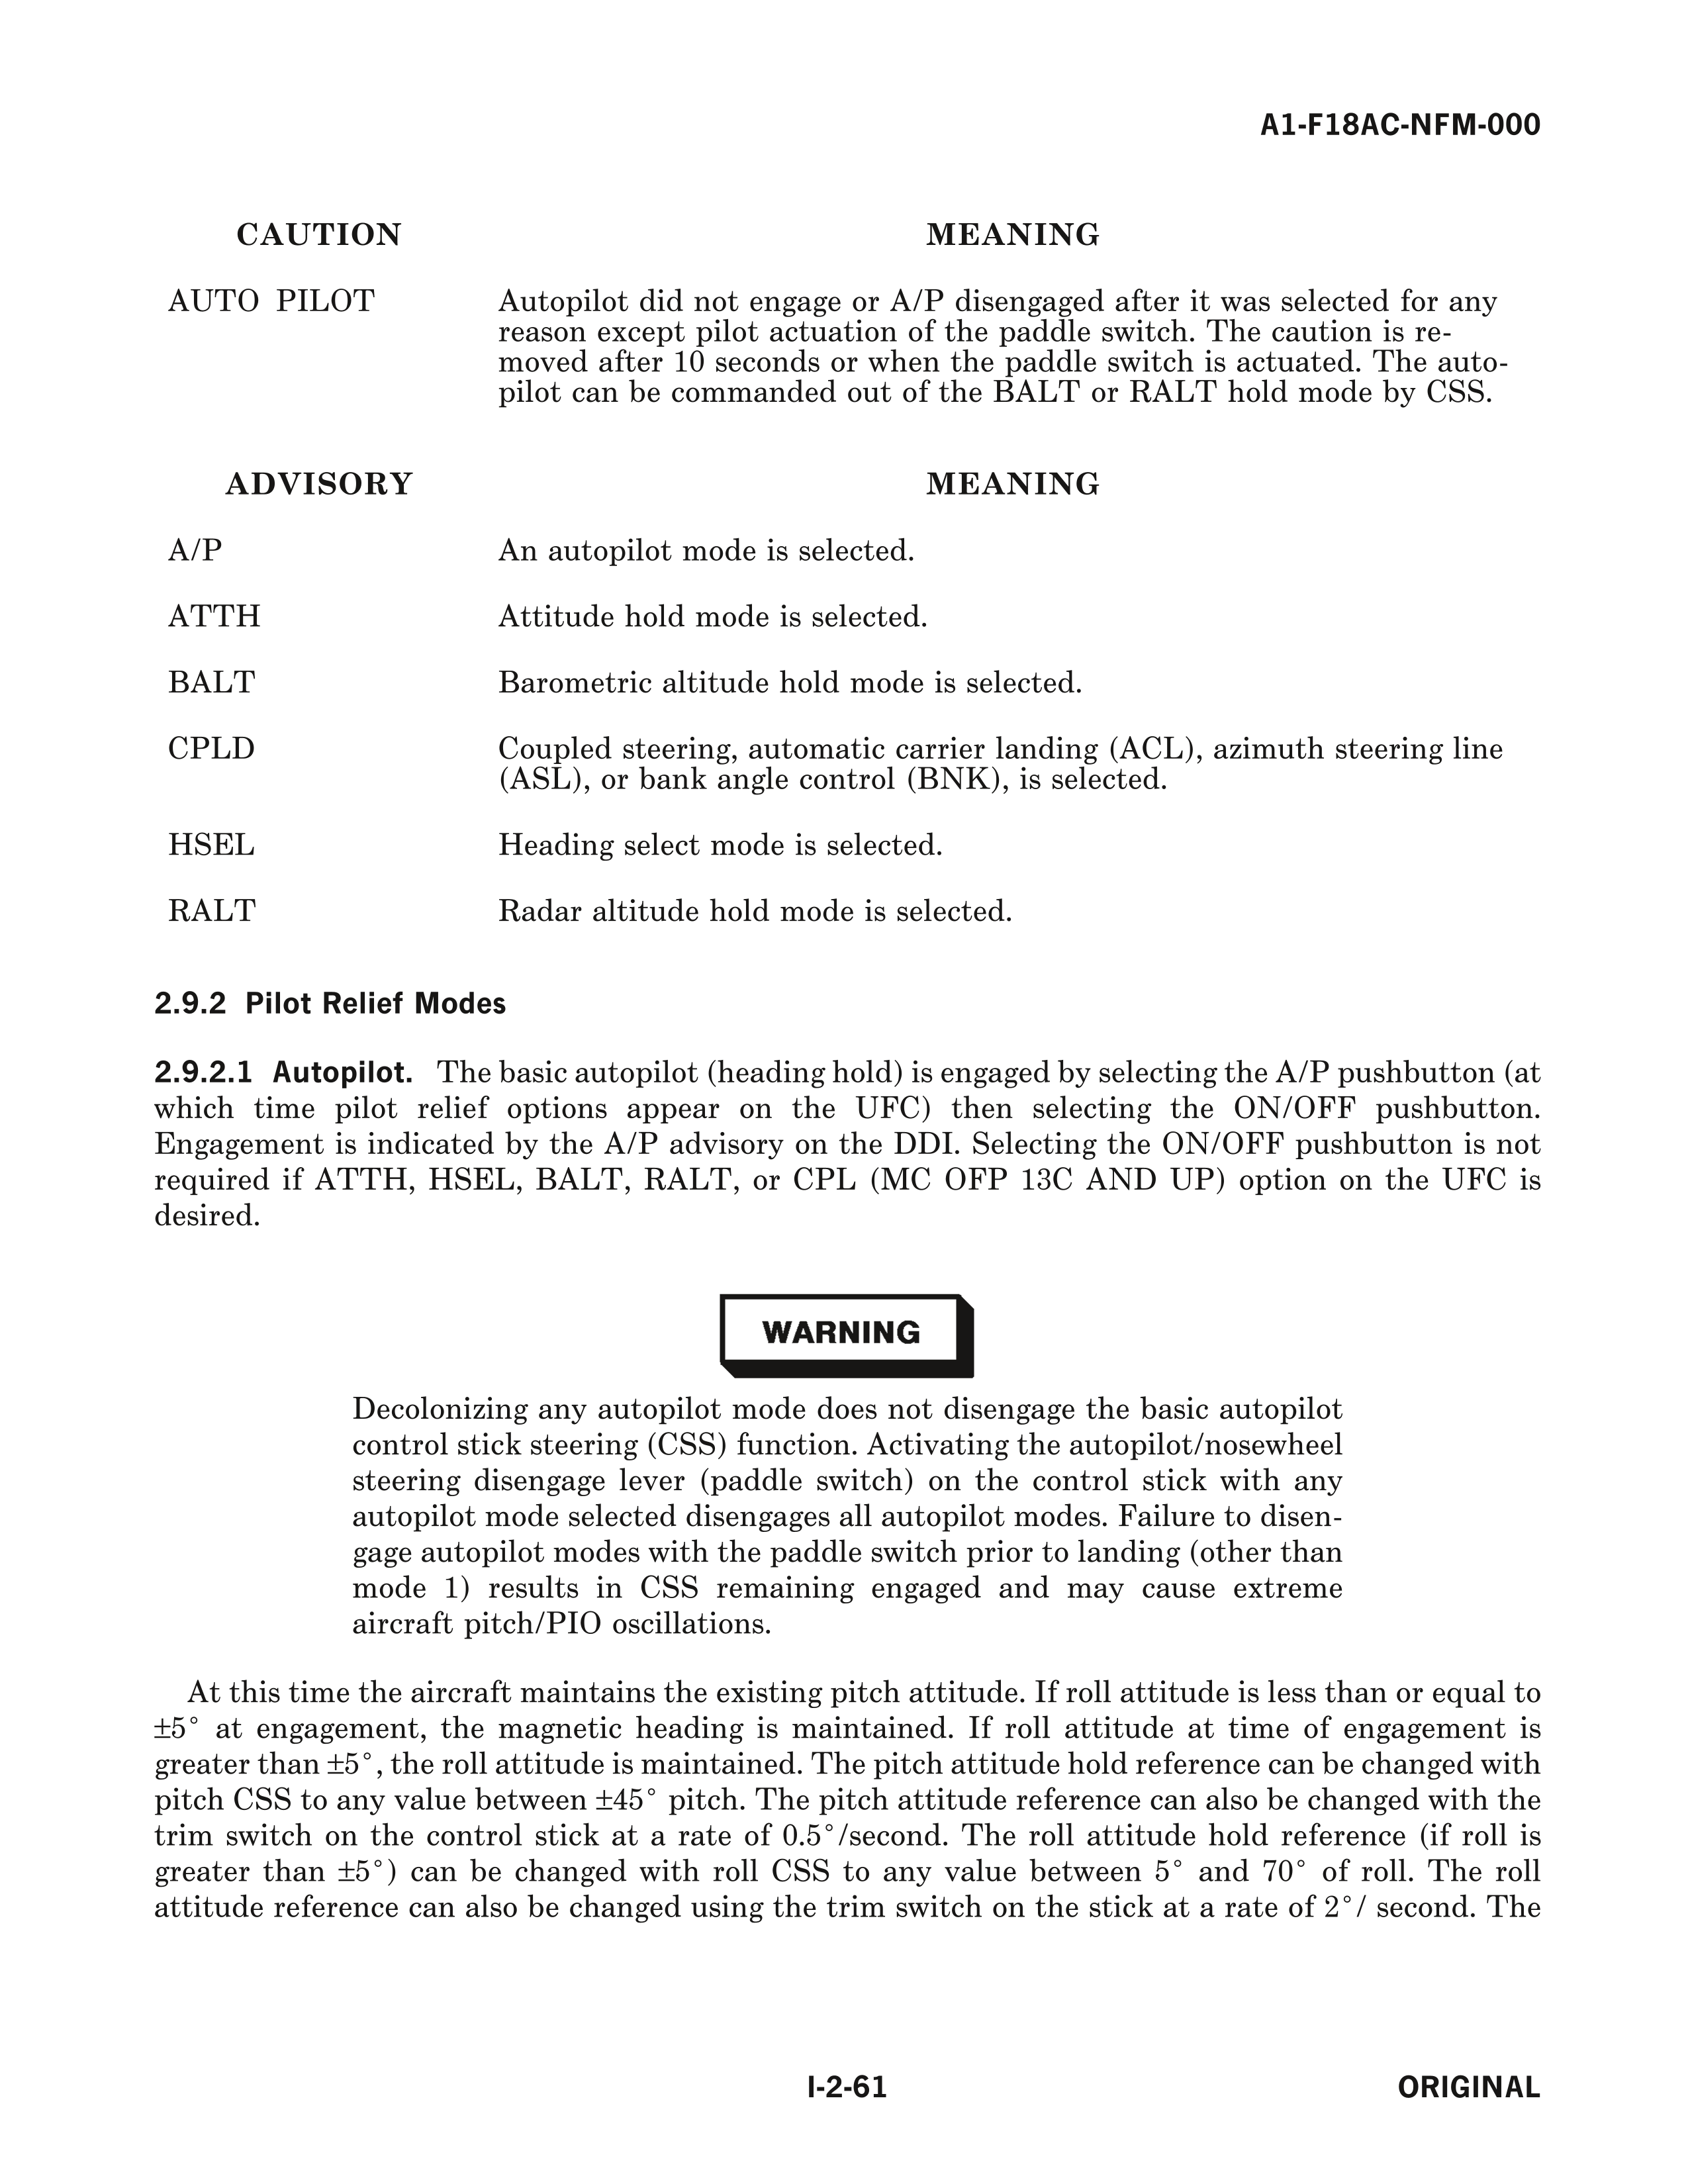 A1-F18AC-NFM-000
CAUTION MEANING
AUTO PILOT Autopilot did not engage or A/P disengaged after it was selected for any
reason except pilot actuation of the paddle switch. The caution is re-
moved after 10 seconds or when the paddle switch is actuated. The auto-
pilot can be commanded out of the BALT or RALT hold mode by CSS.
ADVISORY MEANING
A/P An autopilot mode is selected.
ATTH Attitude hold mode is selected.
BALT Barometric altitude hold mode is selected.
CPLD Coupled steering, automatic carrier landing (ACL), azimuth steering line
(ASL), or bank angle control (BNK), is selected.
HSEL Heading select mode is selected.
RALT Radar altitude hold mode is selected.
2.9.2 Pilot Relief Modes
2.9.2.1 Autopilot. The basic autopilot (heading hold) is engaged by selecting the A/P pushbutton (at
which time pilot relief options appear on the UFC) then selecting the ON/OFF pushbutton.
Engagement is indicated by the A/P advisory on the DDI. Selecting the ON/OFF pushbutton is not
required if ATTH, HSEL, BALT, RALT, or CPL (MC OFP 13C AND UP) option on the UFC is
desired.
WARNING
Decolonizing any autopilot mode does not disengage the basic autopilot
control stick steering (CSS) function. Activating the autopilot/nosewheel
steering disengage lever (paddle switch) on the control stick with any
autopilot mode selected disengages all autopilot modes. Failure to disen-
gage autopilot modes with the paddle switch prior to landing (other than
mode 1) results in CSS remaining engaged and may cause extreme
aircraft pitch/PIO oscillations.
At this time the aircraft maintains the existing pitch attitude. If roll attitude is less than or equal to
±5° at engagement, the magnetic heading is maintained. If roll attitude at time of engagement is
greater than ±5°, the roll attitude is maintained. The pitch attitude hold reference can be changed with
pitch CSS to any value between ±45° pitch. The pitch attitude reference can also be changed with the
trim switch on the control stick at a rate of 0.5°/second. The roll attitude hold reference (if roll is
greater than ±5°) can be changed with roll CSS to any value between 5° and 70° of roll. The roll
attitude reference can also be changed using the trim switch on the stick at a rate of 2°/ second. The
I-2-61 ORIGINAL